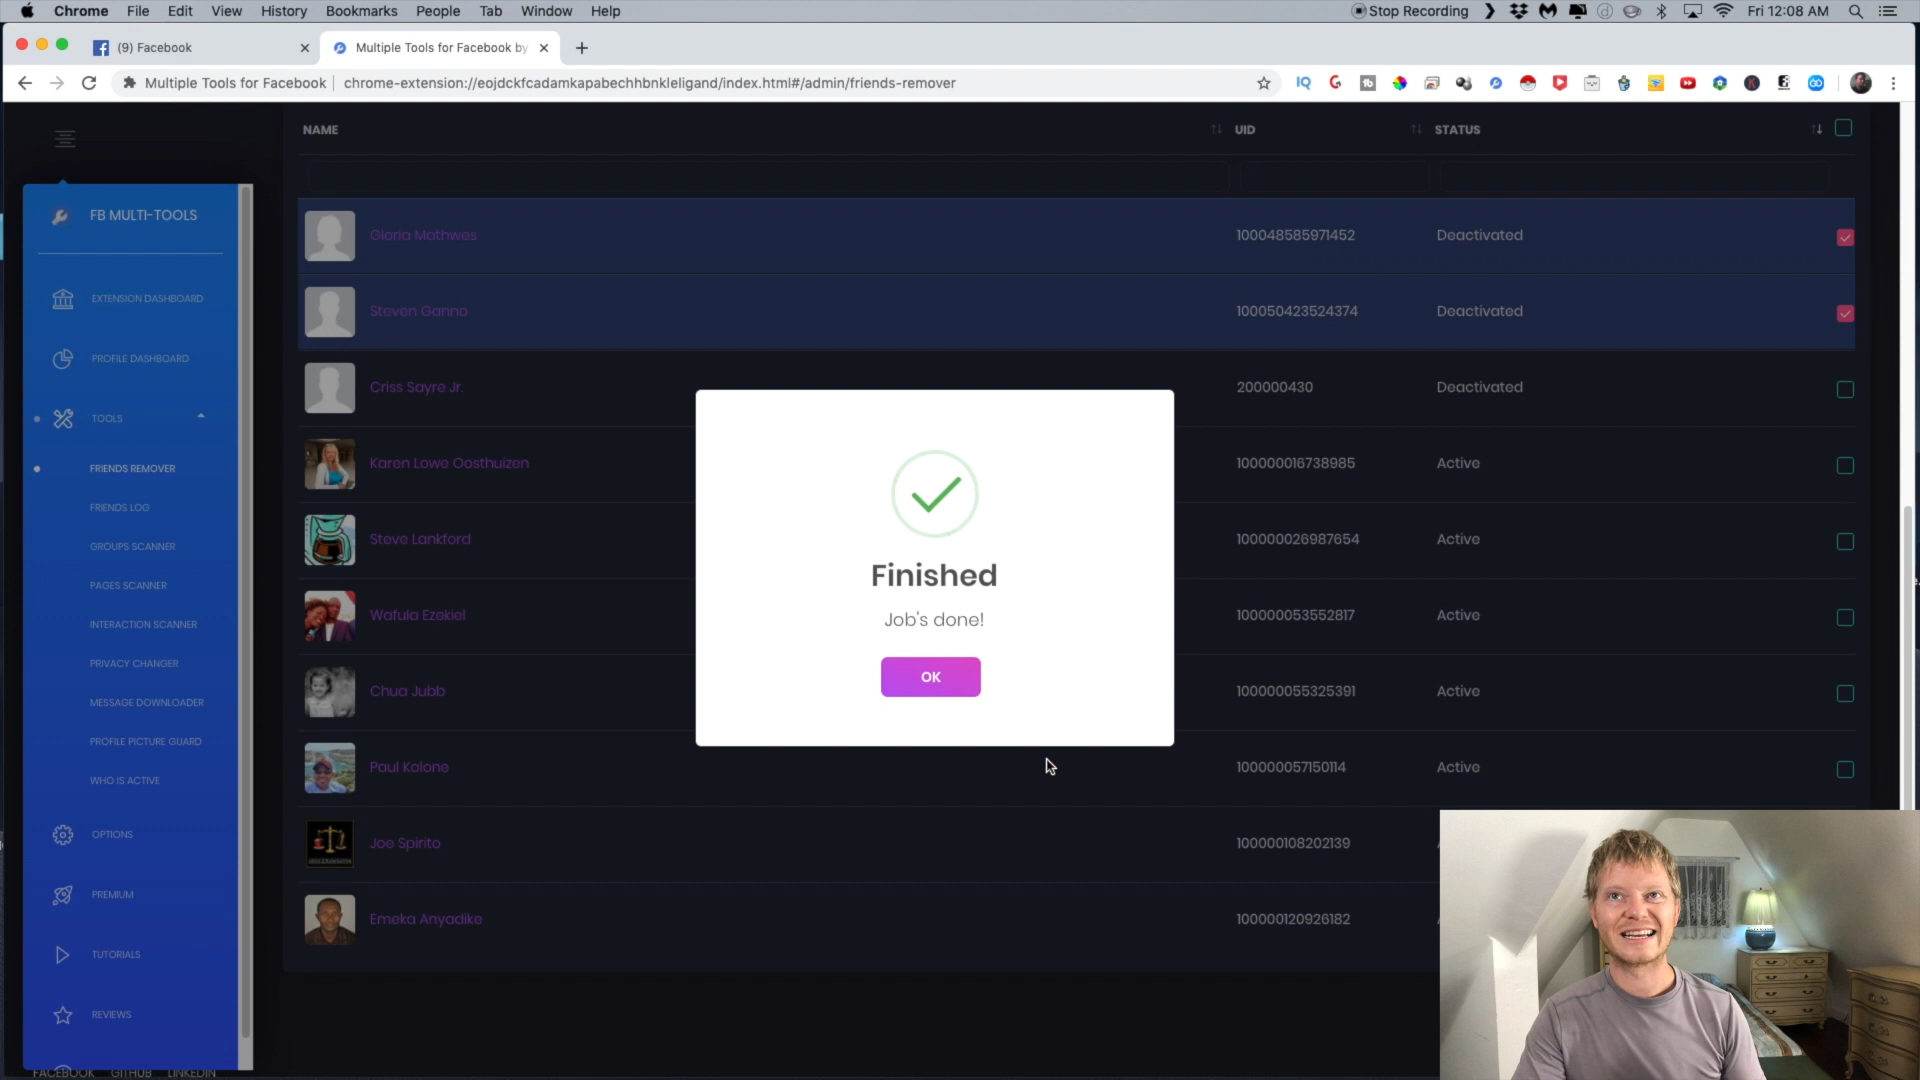 Chrome File Edit View History Bookmarks People Tab Window Help Stop Recording Fri 12:08 AM
(9) Facebook Multiple Tools for Facebook by
Multiple Tools for Facebook chrome-extension://eojdckfcadamkapabechhbnkleligand/index.html#/admin/friends-remover
NAME UID STATUS
FB MULTI-TOOLS
EXTENSION DASHBOARD
PROFILE DASHBOARD
TOOLS
FRIENDS REMOVER
FRIENDS LOG
GROUPS SCANNER
PAGES SCANNER
INTERACTION SCANNER
PRIVACY CHANGER
MESSAGE DOWNLOADER
PROFILE PICTURE GUARD
WHO IS ACTIVE
OPTIONS
PREMIUM
TUTORIALS
REVIEWS
FACEBOOK GITHUB LINKEDIN
Gloria Mathwes 100048585971452 Deactivated
Steven Ganno 100050423524374 Deactivated
Criss Sayre Jr. 200000430 Deactivated
Karen Lowe Oosthuizen 100000016738985 Active
Steve Lankford 100000026987654 Active
Wafula Ezekiel 100000053552817 Active
Chua Jubb 100000055325391 Active
Paul Kolone 100000057150114 Active
Joe Spirito 100000108202139
Emeka Anyadike 100000120926182
Finished
Job's done!
OK